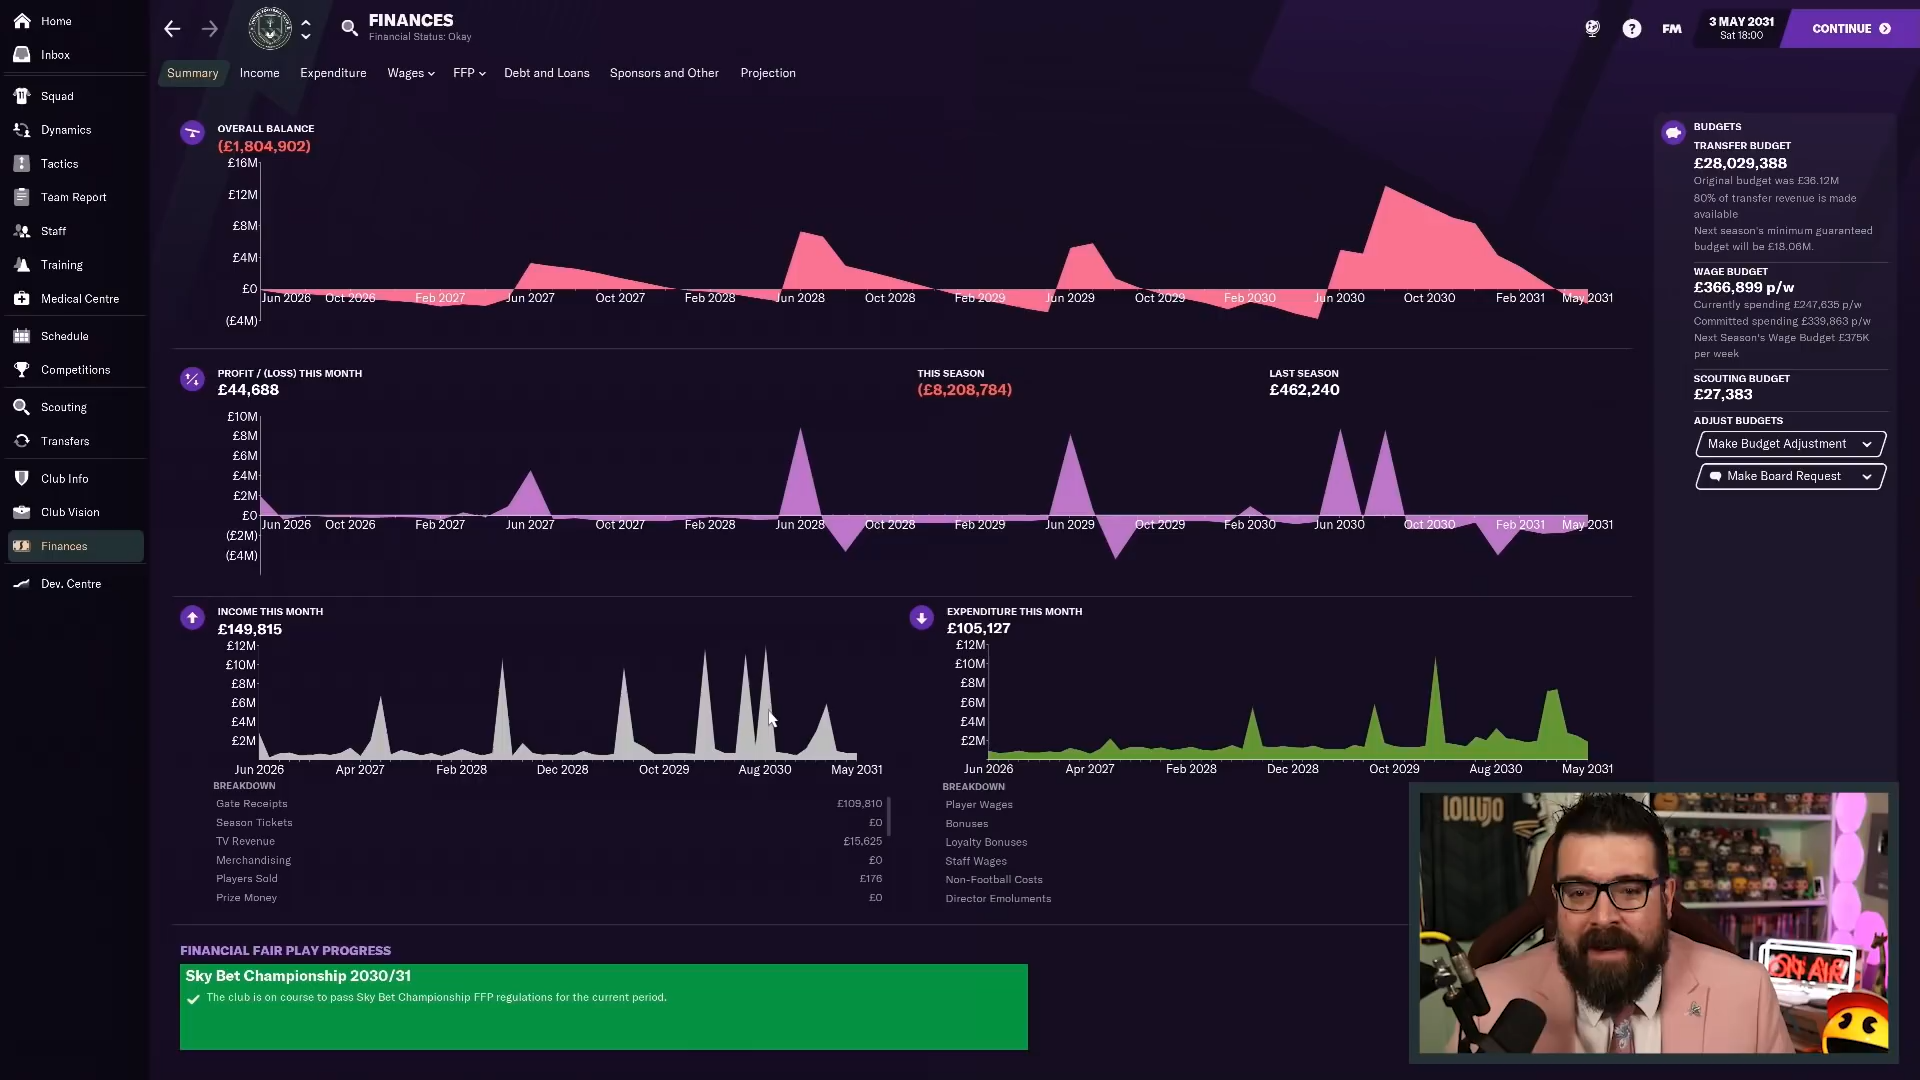 Home
Inbox
Squad
Dynamics
Tactics
Team Report
Staff
Training
Medical Centre
Schedule
Competitions
Scouting
Transfers
Club Info
Club Vision
Finances
Dev. Centre
FINANCES
Financial Status: Okay
FM
3 MAY 2031
Sat 18:00
CONTINUE
Summary
Income
Expenditure
Wages
FFP
Debt and Loans
Sponsors and Other
Projection
OVERALL BALANCE
(£1,804,902)
£16M
£12M
£8M
£4M
£0
(£4M)
Jun 2026 Oct 2026 Feb 2027 Jun 2027 Oct 2027 Feb 2028 Jun 2028 Oct 2028 Feb 2029 Jun 2029 Oct 2029 Feb 2030 Jun 2030 Oct 2030 Feb 2031 May 2031
PROFIT / (LOSS) THIS MONTH
£44,688
THIS SEASON
(£8,208,784)
LAST SEASON
£462,240
£10M
£8M
£6M
£4M
£2M
£0
(£2M)
(£4M)
Jun 2026 Oct 2026 Feb 2027 Jun 2027 Oct 2027 Feb 2028 Jun 2028 Oct 2028 Feb 2029 Jun 2029 Oct 2029 Feb 2030 Jun 2030 Oct 2030 Feb 2031 May 2031
INCOME THIS MONTH
£149,815
£12M
£10M
£8M
£6M
£4M
£2M
Jun 2026 Apr 2027 Feb 2028 Dec 2028 Oct 2029 Aug 2030 May 2031
BREAKDOWN
Gate Receipts £109,810
Season Tickets £0
TV Revenue £15,625
Merchandising £0
Players Sold £176
Prize Money £0
EXPENDITURE THIS MONTH
£105,127
£12M
£10M
£8M
£6M
£4M
£2M
Jun 2026 Apr 2027 Feb 2028 Dec 2028 Oct 2029 Aug 2030 May 2031
BREAKDOWN
Player Wages
Bonuses
Loyalty Bonuses
Staff Wages
Non-Football Costs
Director Emoluments
FINANCIAL FAIR PLAY PROGRESS
Sky Bet Championship 2030/31
The club is on course to pass Sky Bet Championship FFP regulations for the current period.
BUDGETS
TRANSFER BUDGET
£28,029,388
Original budget was £36.12M
80% of transfer revenue is made
available
Next season's minimum guaranteed
budget will be £18.06M.
WAGE BUDGET
£366,899 p/w
Currently spending £247,635 p/w
Committed spending £339,863 p/w
Next Season's Wage Budget £375K
per week
SCOUTING BUDGET
£27,383
ADJUST BUDGETS
Make Budget Adjustment
Make Board Request
LOLLUJO
ON AIR